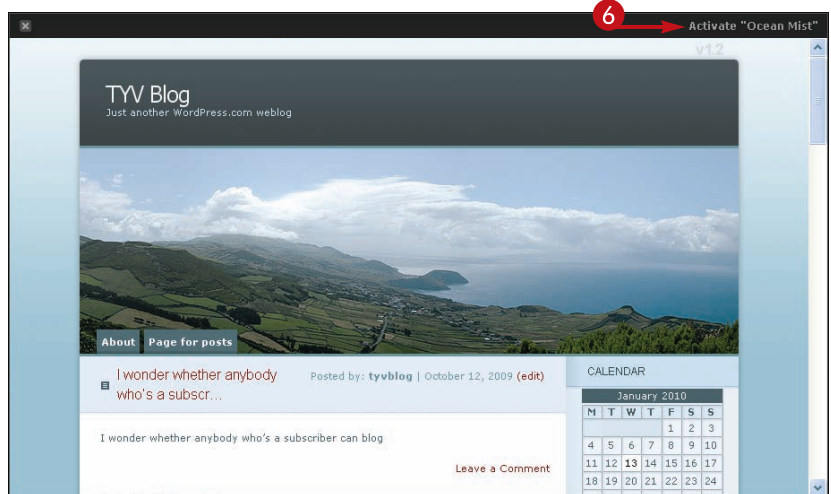 6
Activate "Ocean Mist"
v1.2
TYV Blog
Just another WordPress.com weblog
About Page for posts
I wonder whether anybody
who's a subscr...
Posted by: tyvblog | October 12, 2009 (edit)
I wonder whether anybody who's a subscriber can blog
Leave a Comment
CALENDAR
January 2010
M T W T F S S
1 2 3
4 5 6 7 8 9 10
11 12 13 14 15 16 17
18 19 20 21 22 23 24